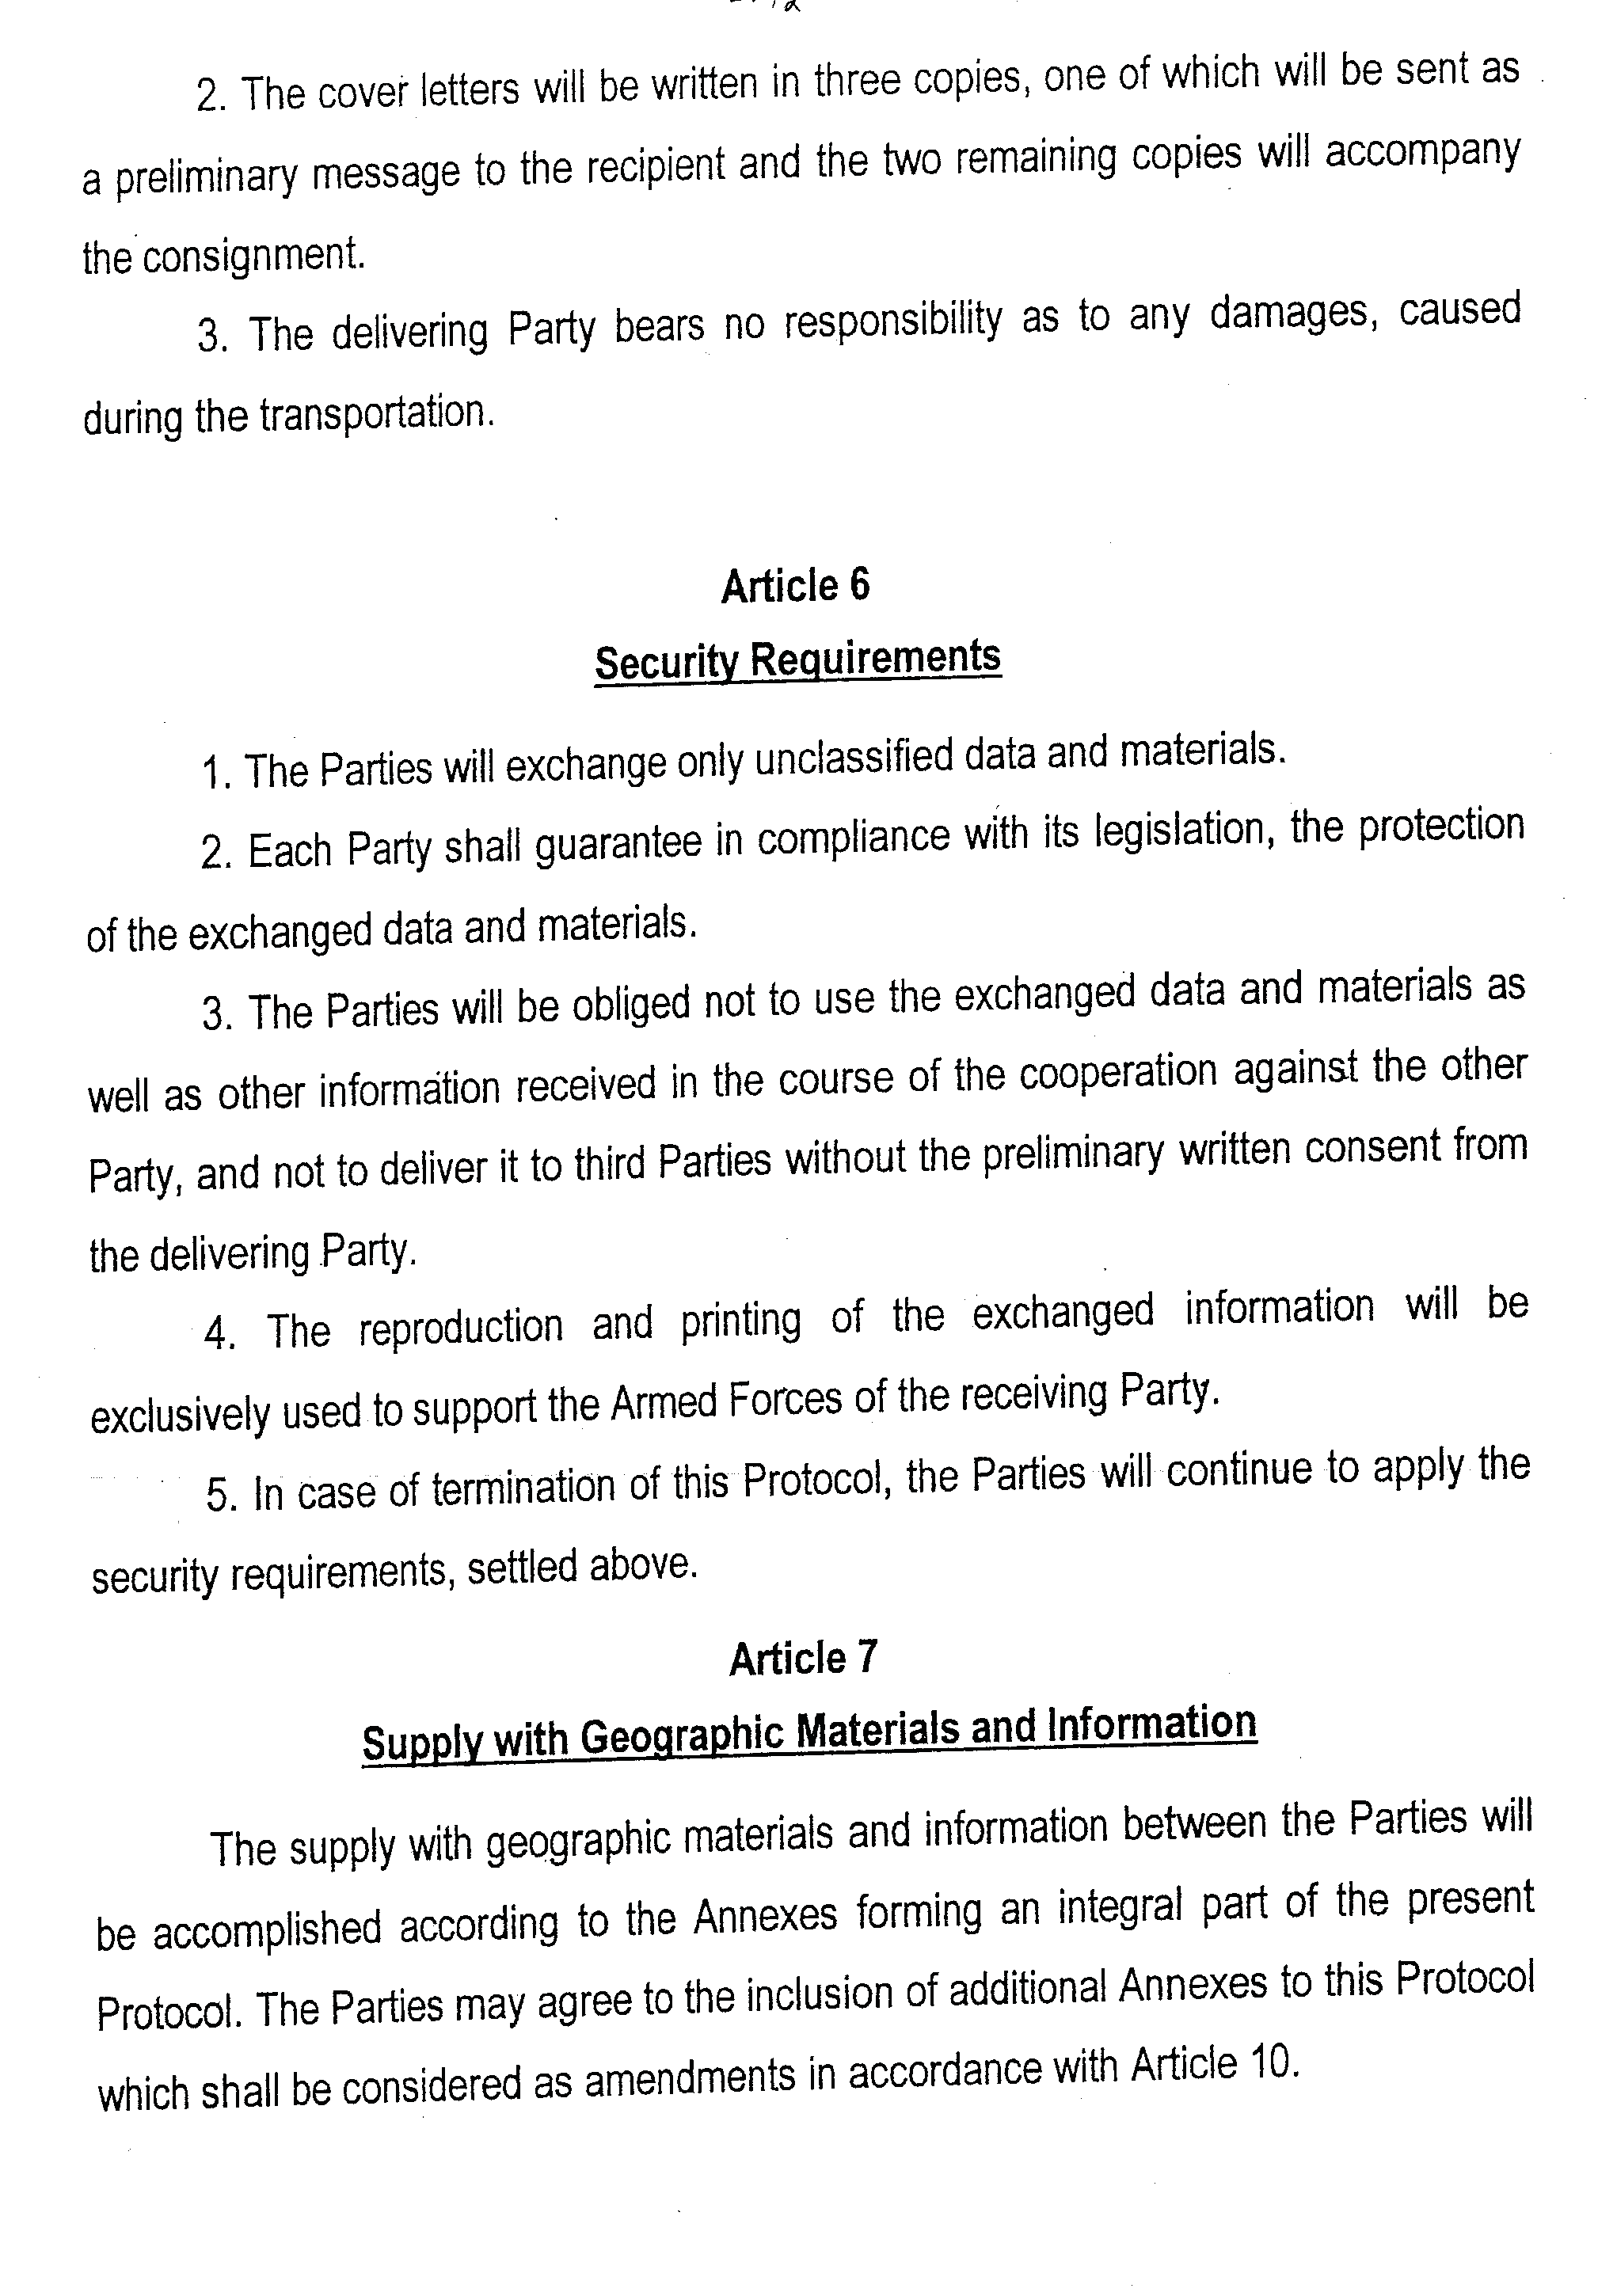 2. The cover letters will be written in three copies, one of which will be sent as
a preliminary message to the recipient and the two remaining copies will accompany
the consignment.
3. The delivering Party bears no responsibility as to any damages, caused
during the transportation.
Article 6
Security Requirements
1. The Parties will exchange only unclassified data and materials.
2. Each Party shall guarantee in compliance with its legislation, the protection
of the exchanged data and materials.
3. The Parties will be obliged not to use the exchanged data and materials as
well as other information received in the course of the cooperation against the other
Party, and not to deliver it to third Parties without the preliminary written consent from
the delivering Party.
4. The reproduction and printing of the exchanged information will be
exclusively used to support the Armed Forces of the receiving Party.
5. In case of termination of this Protocol, the Parties will continue to apply the
security requirements, settled above.
Article 7
Supply with Geographic Materials and Information
The supply with geographic materials and information between the Parties will
be accomplished according to the Annexes forming an integral part of the present
Protocol. The Parties may agree to the inclusion of additional Annexes to this Protocol
which shall be considered as amendments in accordance with Article 10.